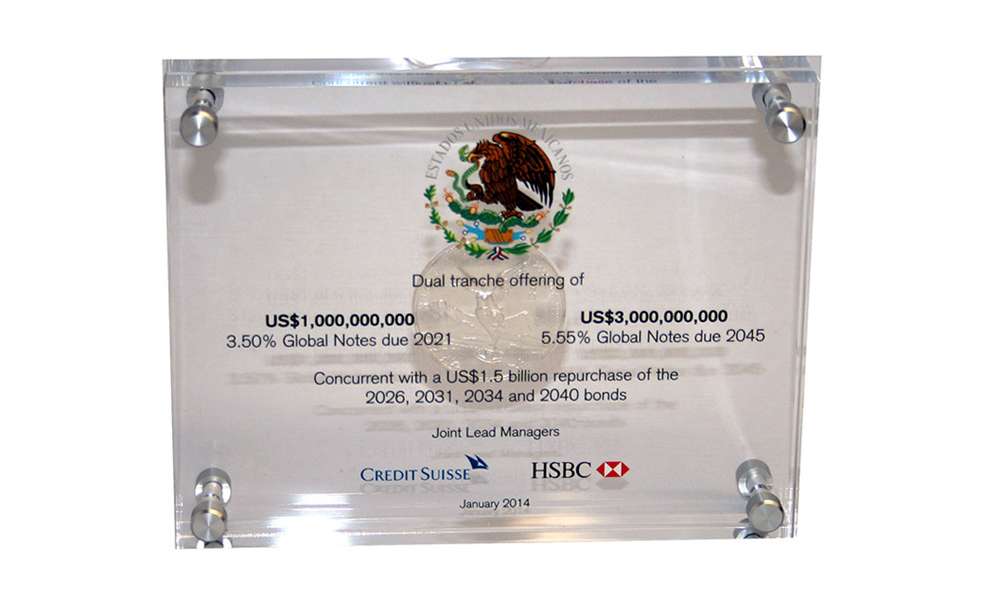 ESTADOS UNIDOS MEXICANOS
Dual tranche offering of
US$1,000,000,000
3.50% Global Notes due 2021
US$3,000,000,000
5.55% Global Notes due 2045
Concurrent with a US$1.5 billion repurchase of the
2026, 2031, 2034 and 2040 bonds
Joint Lead Managers
CREDIT SUISSE
HSBC
January 2014